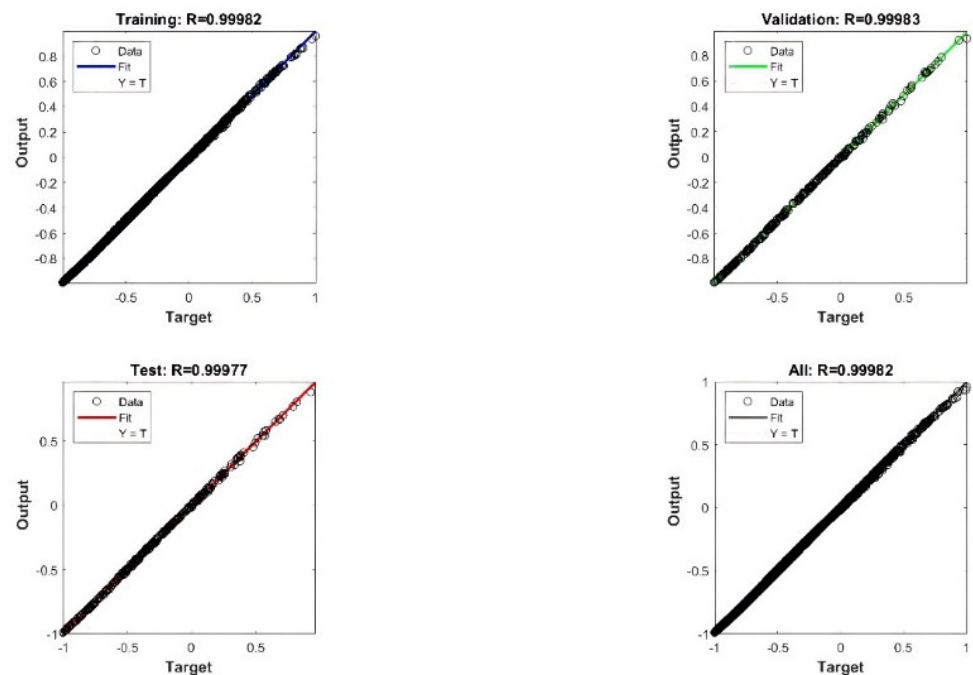 Training: R=0.99982
Data
Fit
Y = T
Output
0.8
0.6
0.4
0.2
0
-0.2
-0.4
-0.6
-0.8
-0.5
0
0.5
1
Target
Validation: R=0.99983
Data
Fit
Y = T
Output
0.8
0.6
0.4
0.2
0
-0.2
-0.4
-0.6
-0.8
-0.5
0
0.5
Target
Test: R=0.99977
Data
Fit
Y = T
Output
0.5
0
-0.5
-1
-1
-0.5
0
0.5
Target
All: R=0.99982
Data
Fit
Y = T
Output
1
0.5
0
-0.5
-1
-1
-0.5
0
0.5
1
Target